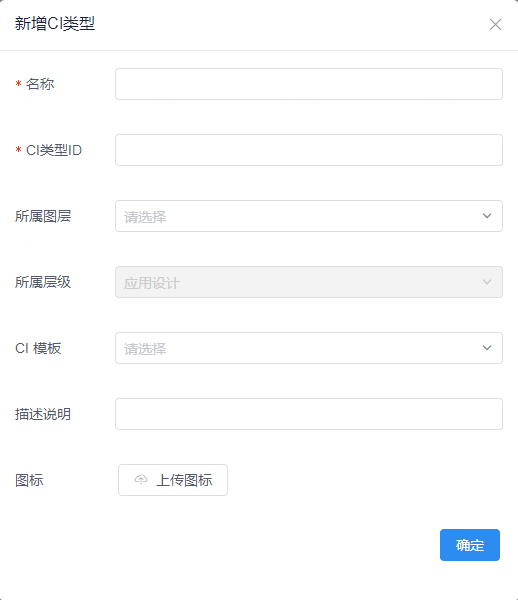 新增CI类型
* 名称
* CI类型ID
所属图层
请选择
所属层级
应用设计
CI 模板
请选择
描述说明
图标
上传图标
确定